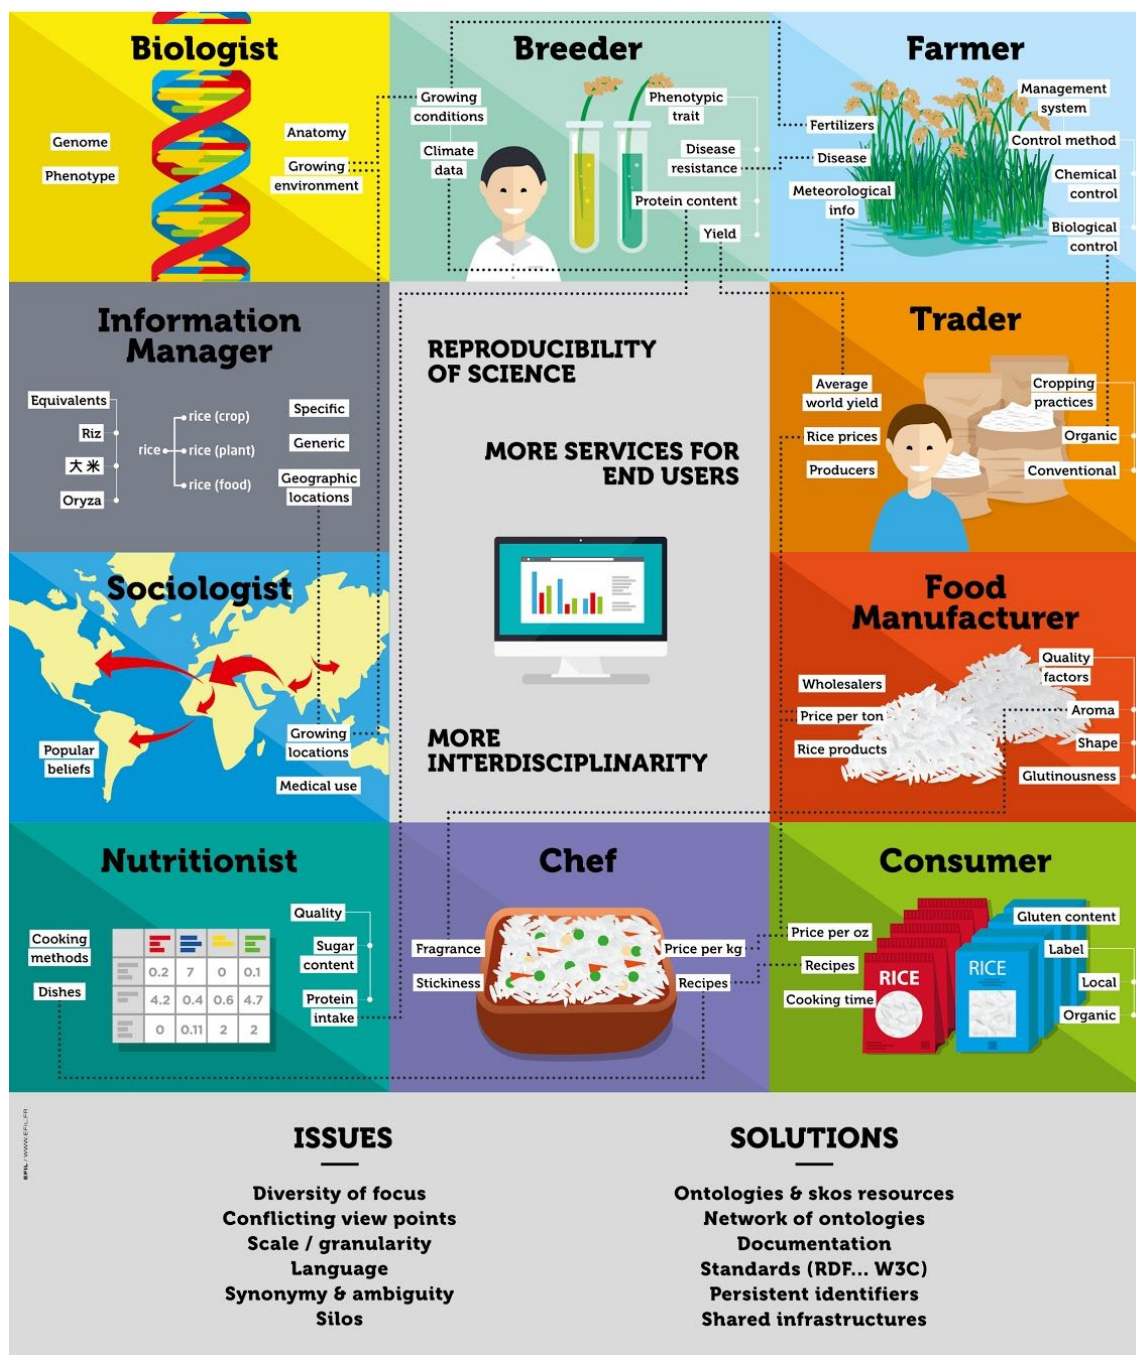 Biologist
Genome
Phenotype
Anatomy
Growing
environment
Breeder
Growing
conditions
Climate
data
Phenotypic
trait
Disease
resistance
Protein content
Yield
Farmer
Fertilizers
Disease
Meteorological
info
Management
system
Control method
Chemical
control
Biological
control
Information
Manager
Equivalents
Riz
大米
Oryza
rice
rice (crop)
rice (plant)
rice (food)
Specific
Generic
Geographic
locations
REPRODUCIBILITY
OF SCIENCE
MORE SERVICES FOR
END USERS
MORE
INTERDISCIPLINARITY
Trader
Average
world yield
Rice prices
Producers
Cropping
practices
Organic
Conventional
Sociologist
Popular
beliefs
Growing
locations
Medical use
Food
Manufacturer
Wholesalers
Price per ton
Rice products
Quality
factors
Aroma
Shape
Glutinousness
Nutritionist
Cooking
methods
Dishes
0.2 7 0 0.1
4.2 0.4 0.6 4.7
0 0.11 2 2
Quality
Sugar
content
Protein
intake
Chef
Fragrance
Stickiness
Price per kg
Recipes
Consumer
Price per oz
Recipes
Cooking time
RICE
RICE
Gluten content
Label
Local
Organic
EFIL / WWW.EFIL.FR
ISSUES
Diversity of focus
Conflicting view points
Scale / granularity
Language
Synonymy & ambiguity
Silos
SOLUTIONS
Ontologies & skos resources
Network of ontologies
Documentation
Standards (RDF... W3C)
Persistent identifiers
Shared infrastructures